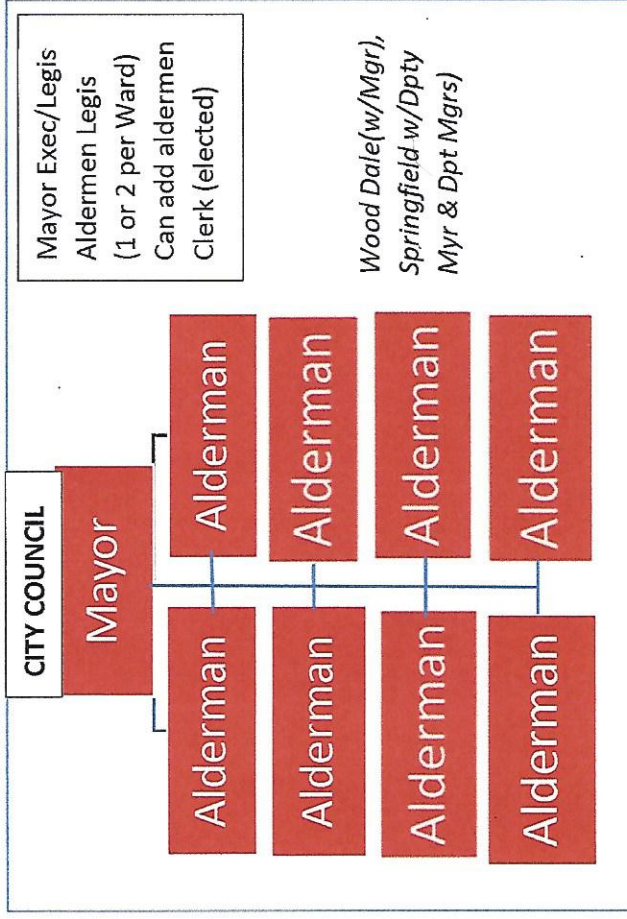 CITY COUNCIL
Mayor
Alderman
Alderman
Alderman
Alderman
Alderman
Alderman
Alderman
Alderman
Mayor Exec/Legis
Aldermen Legis
(1 or 2 per Ward)
Can add aldermen
Clerk (elected)
Wood Dale(w/Mgr),
Springfield w/Dpty
Myr & Dpt Mgrs)